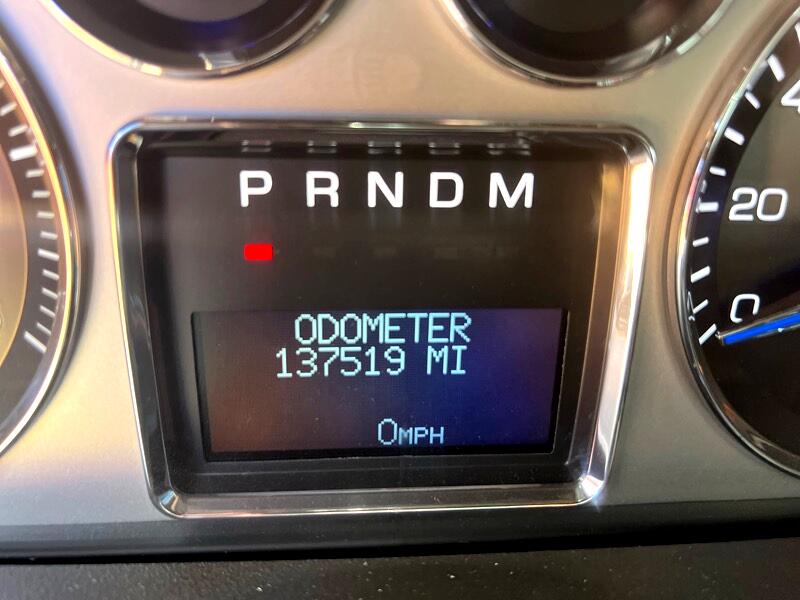 P R N D M
20
0
ODOMETER
137519 MI
0MPH